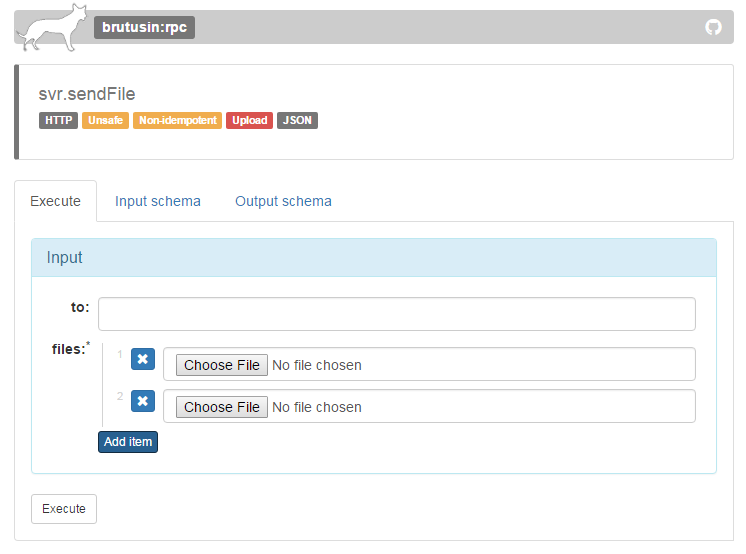 brutusin:rpc
svr.sendFile
HTTP Unsafe Non-idempotent Upload JSON
Execute Input schema Output schema
Input
to:
files:*
1 Choose File No file chosen
2 Choose File No file chosen
Add item
Execute